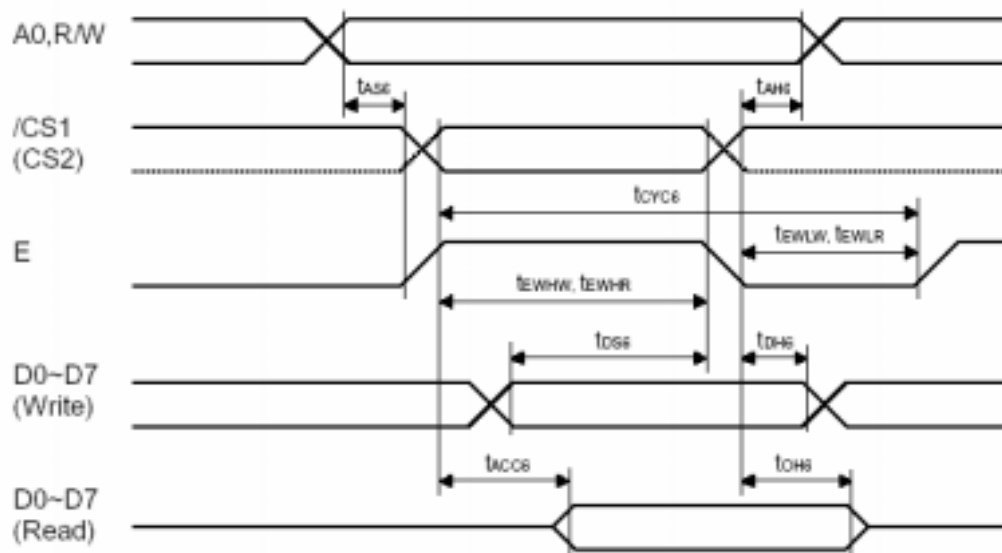 A0,R/W
tAS6 tAH6
/CS1
(CS2)
tCYC6
E
tEWLW, tEWLR
tEWHW, tEWHR
tDS6 tDH6
D0~D7
(Write)
tACC6 tOH6
D0~D7
(Read)